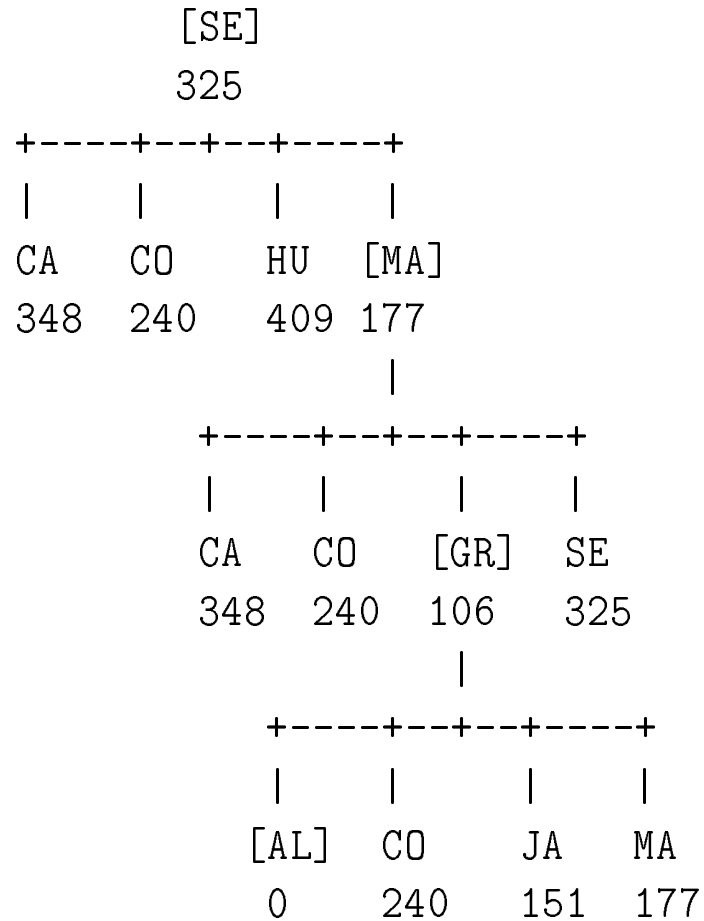 [SE]
325
+----+--+--+----+
| | | |
CA CO HU [MA]
348 240 409 177
|
+----+--+--+----+
| | | |
CA CO [GR] SE
348 240 106 325
|
+----+--+--+----+
| | | |
[AL] CO JA MA
0 240 151 177